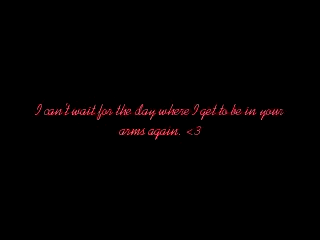 I can't wait for the day where I get to be in your
arms again. <3